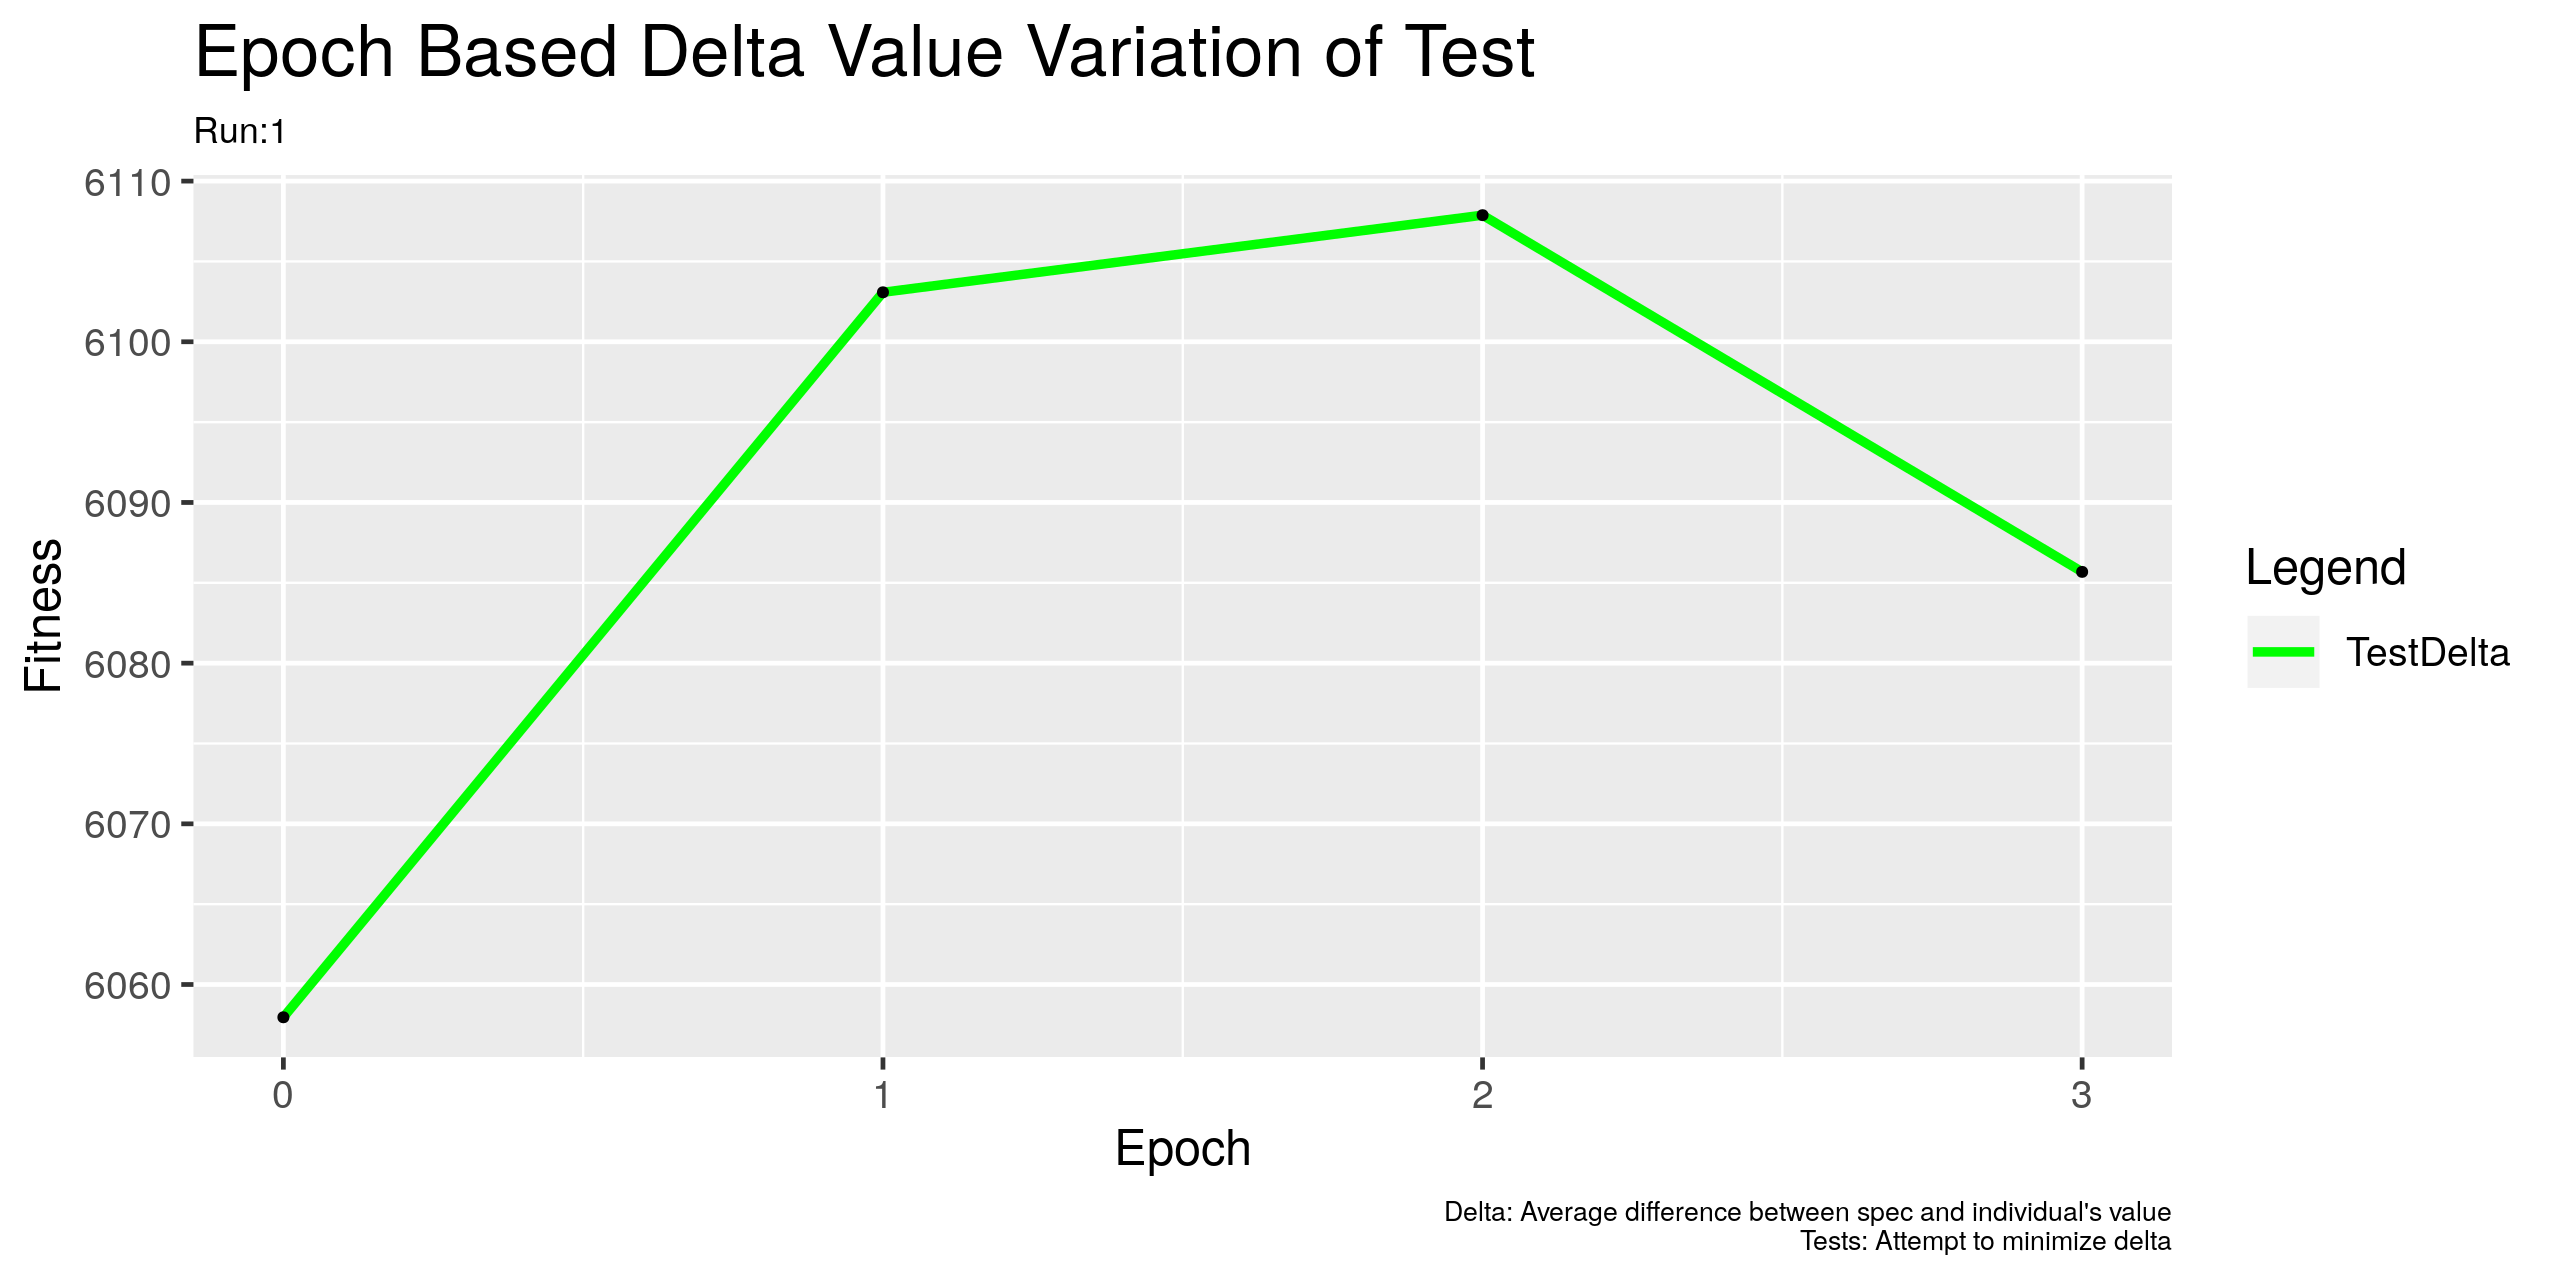 Epoch Based Delta Value Variation of Test
Run:1
6110
6100
6090
6080
6070
6060
Fitness
0 1 2 3
Epoch
Legend
TestDelta
Delta: Average difference between spec and individual's value
Tests: Attempt to minimize delta